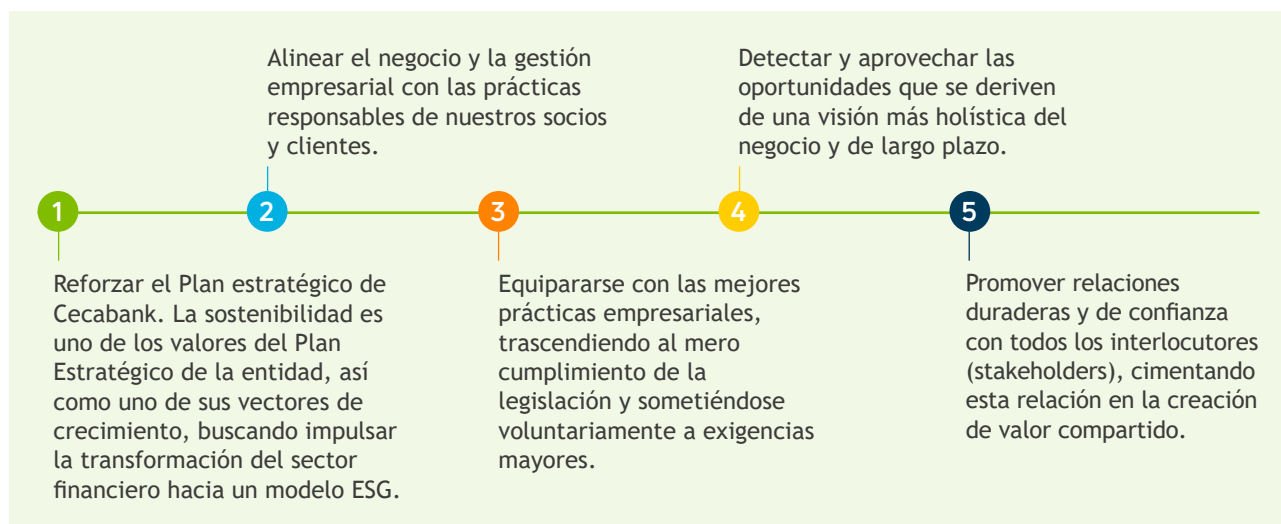 1
Reforzar el Plan estratégico de
Cecabank. La sostenibilidad es
uno de los valores del Plan
Estratégico de la entidad, así
como uno de sus vectores de
crecimiento, buscando impulsar
la transformación del sector
financiero hacia un modelo ESG.
2
Alinear el negocio y la gestión
empresarial con las prácticas
responsables de nuestros socios
y clientes.
3
Equipararse con las mejores
prácticas empresariales,
trascendiendo al mero
cumplimiento de la
legislación y sometiéndose
voluntariamente a exigencias
mayores.
4
Detectar y aprovechar las
oportunidades que se derivan
de una visión más holística del
negocio y de largo plazo.
5
Promover relaciones
duraderas y de confianza
con todos los interlocutores
(stakeholders), cimentando
esta relación en la creación
de valor compartido.